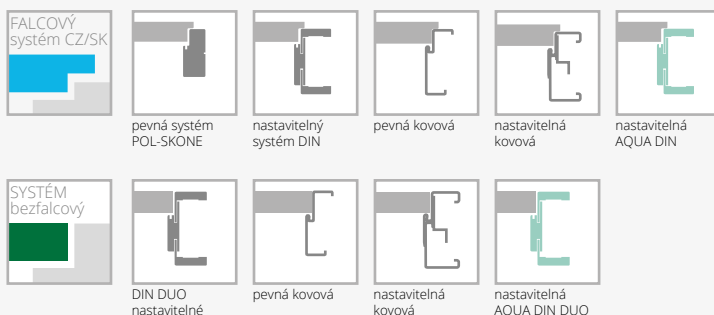 FALCOVÝ
systém CZ/SK
pevná systém
POL-SKONE
nastavitelný
systém DIN
pevná kovová
nastavitelná
kovová
nastavitelná
AQUA DIN
SYSTÉM
bezfalcový
DIN DUO
nastavitelné
pevná kovová
nastavitelná
kovová
nastavitelná
AQUA DIN DUO